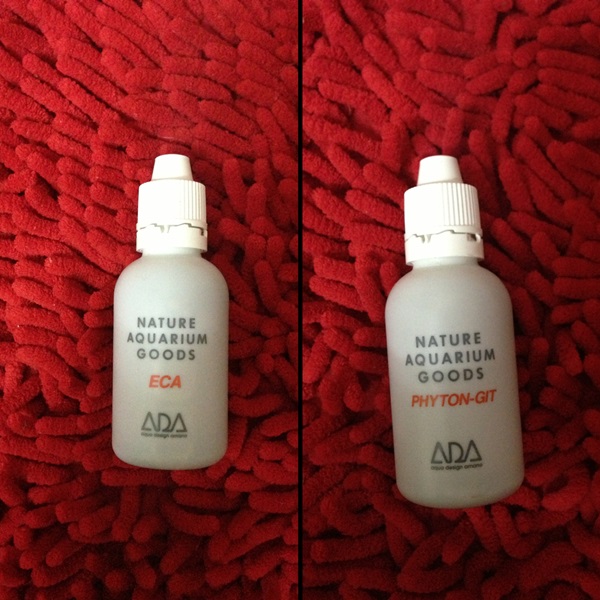 NATURE
AQUARIUM
GOODS
ECA
ADA
NATURE
AQUARIUM
GOODS
PHYTON-GIT
ADA